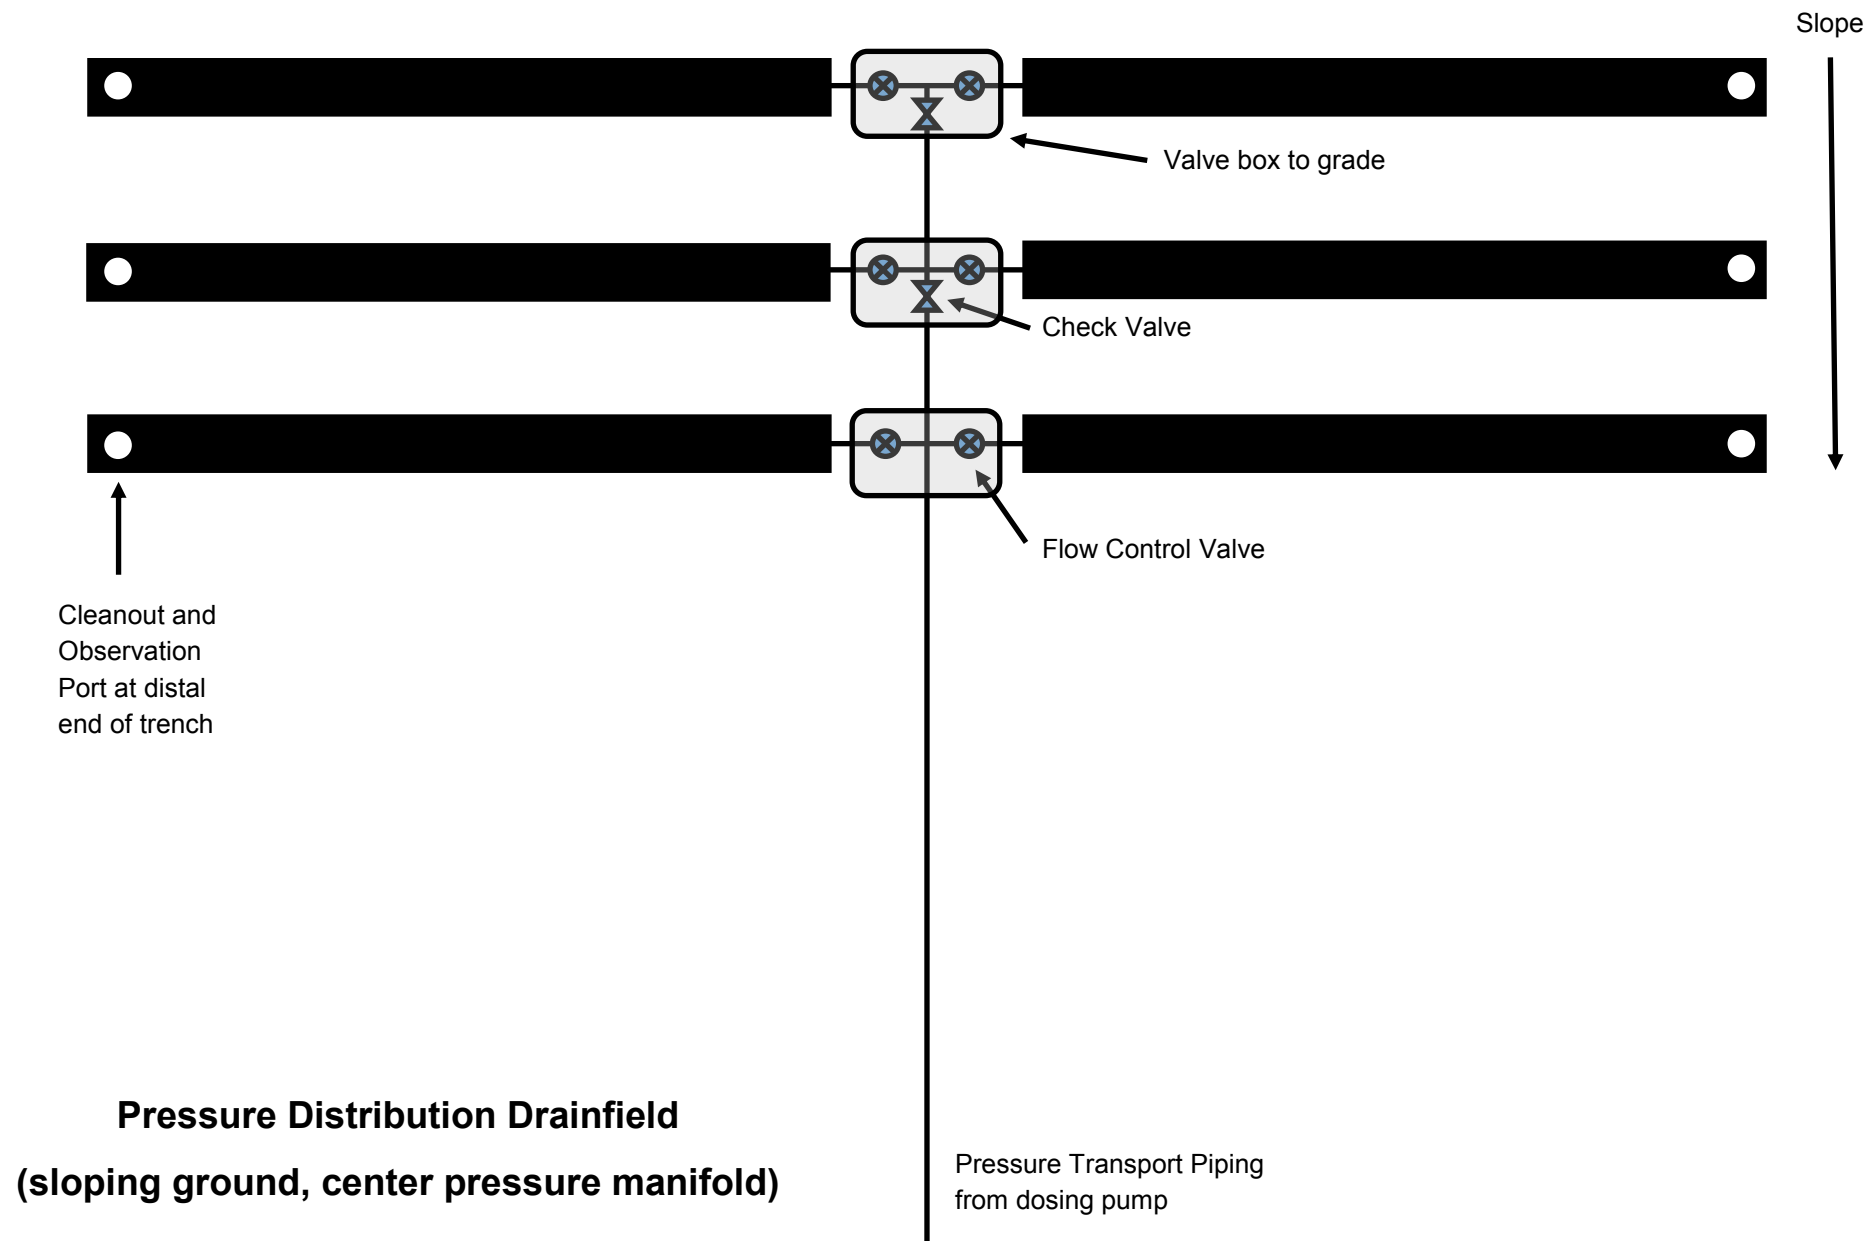 Slope
Valve box to grade
Check Valve
Flow Control Valve
Cleanout and
Observation
Port at distal
end of trench
Pressure Distribution Drainfield
(sloping ground, center pressure manifold)
Pressure Transport Piping
from dosing pump